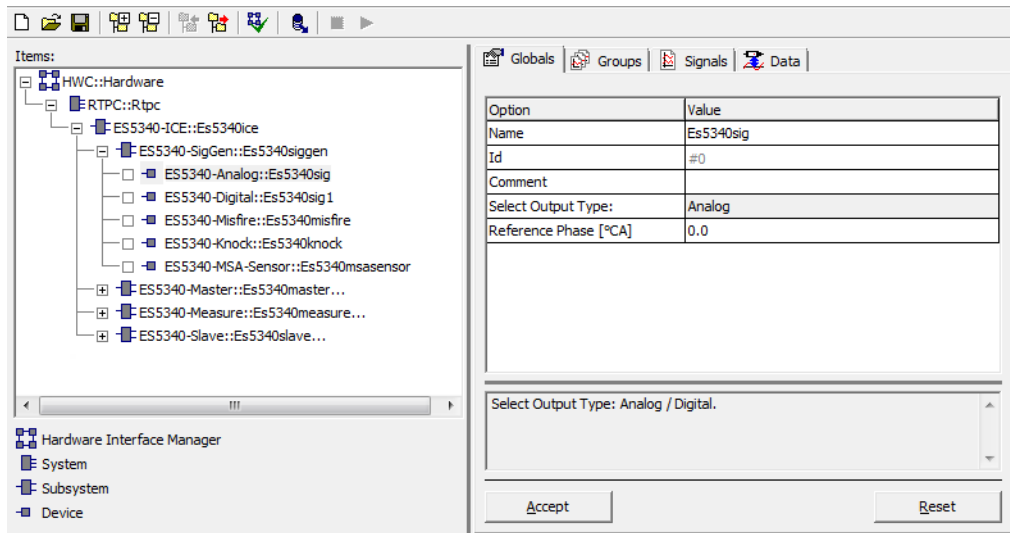 Items:
HWC::Hardware
RTPC::Rtpc
ES5340-ICE::Es5340ice
ES5340-SigGen::Es5340siggen
ES5340-Analog::Es5340sig
ES5340-Digital::Es5340sig1
ES5340-Misfire::Es5340misfire
ES5340-Knock::Es5340knock
ES5340-MSA-Sensor::Es5340msasensor
ES5340-Master::Es5340master...
ES5340-Measure::Es5340measure...
ES5340-Slave::Es5340slave...
Hardware Interface Manager
System
Subsystem
Device
Globals Groups Signals Data
Option Value
Name Es5340sig
Id #0
Comment
Select Output Type: Analog
Reference Phase [°CA] 0.0
Select Output Type: Analog / Digital.
Accept Reset